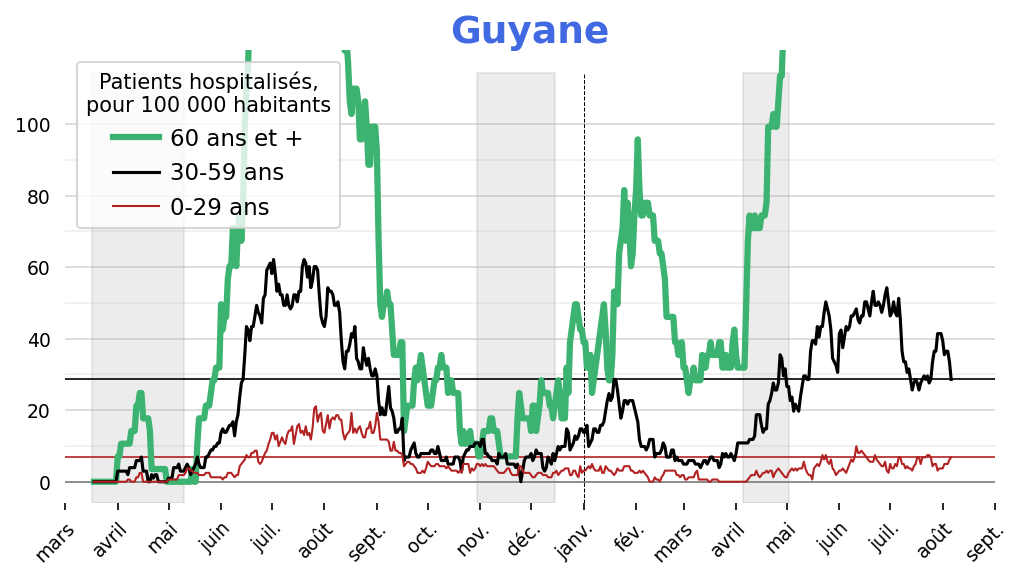 Guyane
Patients hospitalisés,
pour 100 000 habitants
60 ans et +
30-59 ans
0-29 ans
100
80
60
40
20
0
mars avril mai juin juil. août sept. oct. nov. déc. janv. fév. mars avril mai juin juil. août sept.